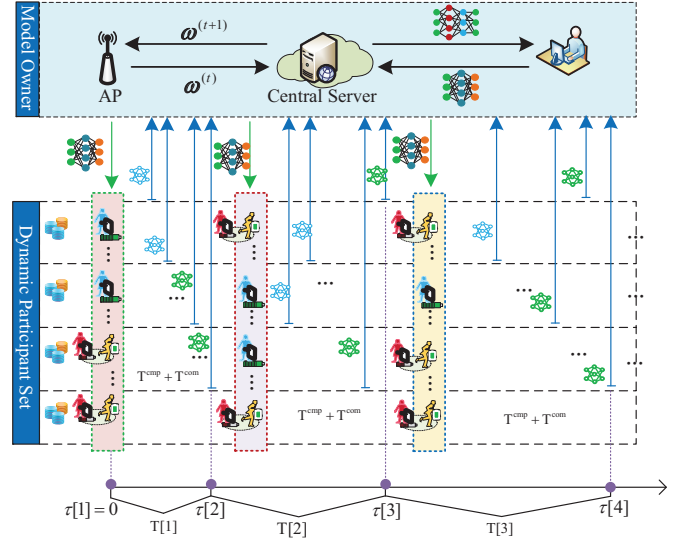 Model Owner
ω^(t+1)
ω^(t)
AP
Central Server
Dynamic Participant Set
...
T^cmp + T^com
T^cmp + T^com
T^cmp + T^com
τ[1] = 0
τ[2]
τ[3]
τ[4]
T[1]
T[2]
T[3]